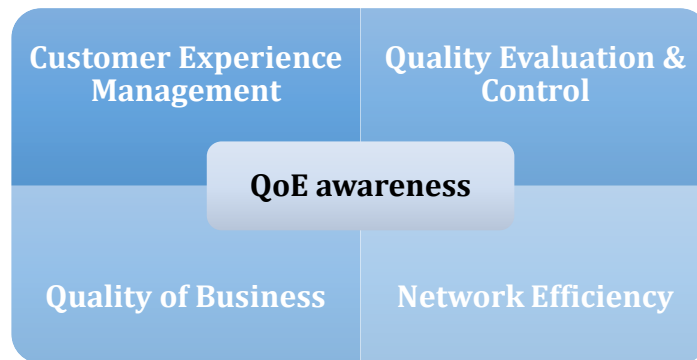 Customer Experience
Management
Quality Evaluation &
Control
QoE awareness
Quality of Business
Network Efficiency